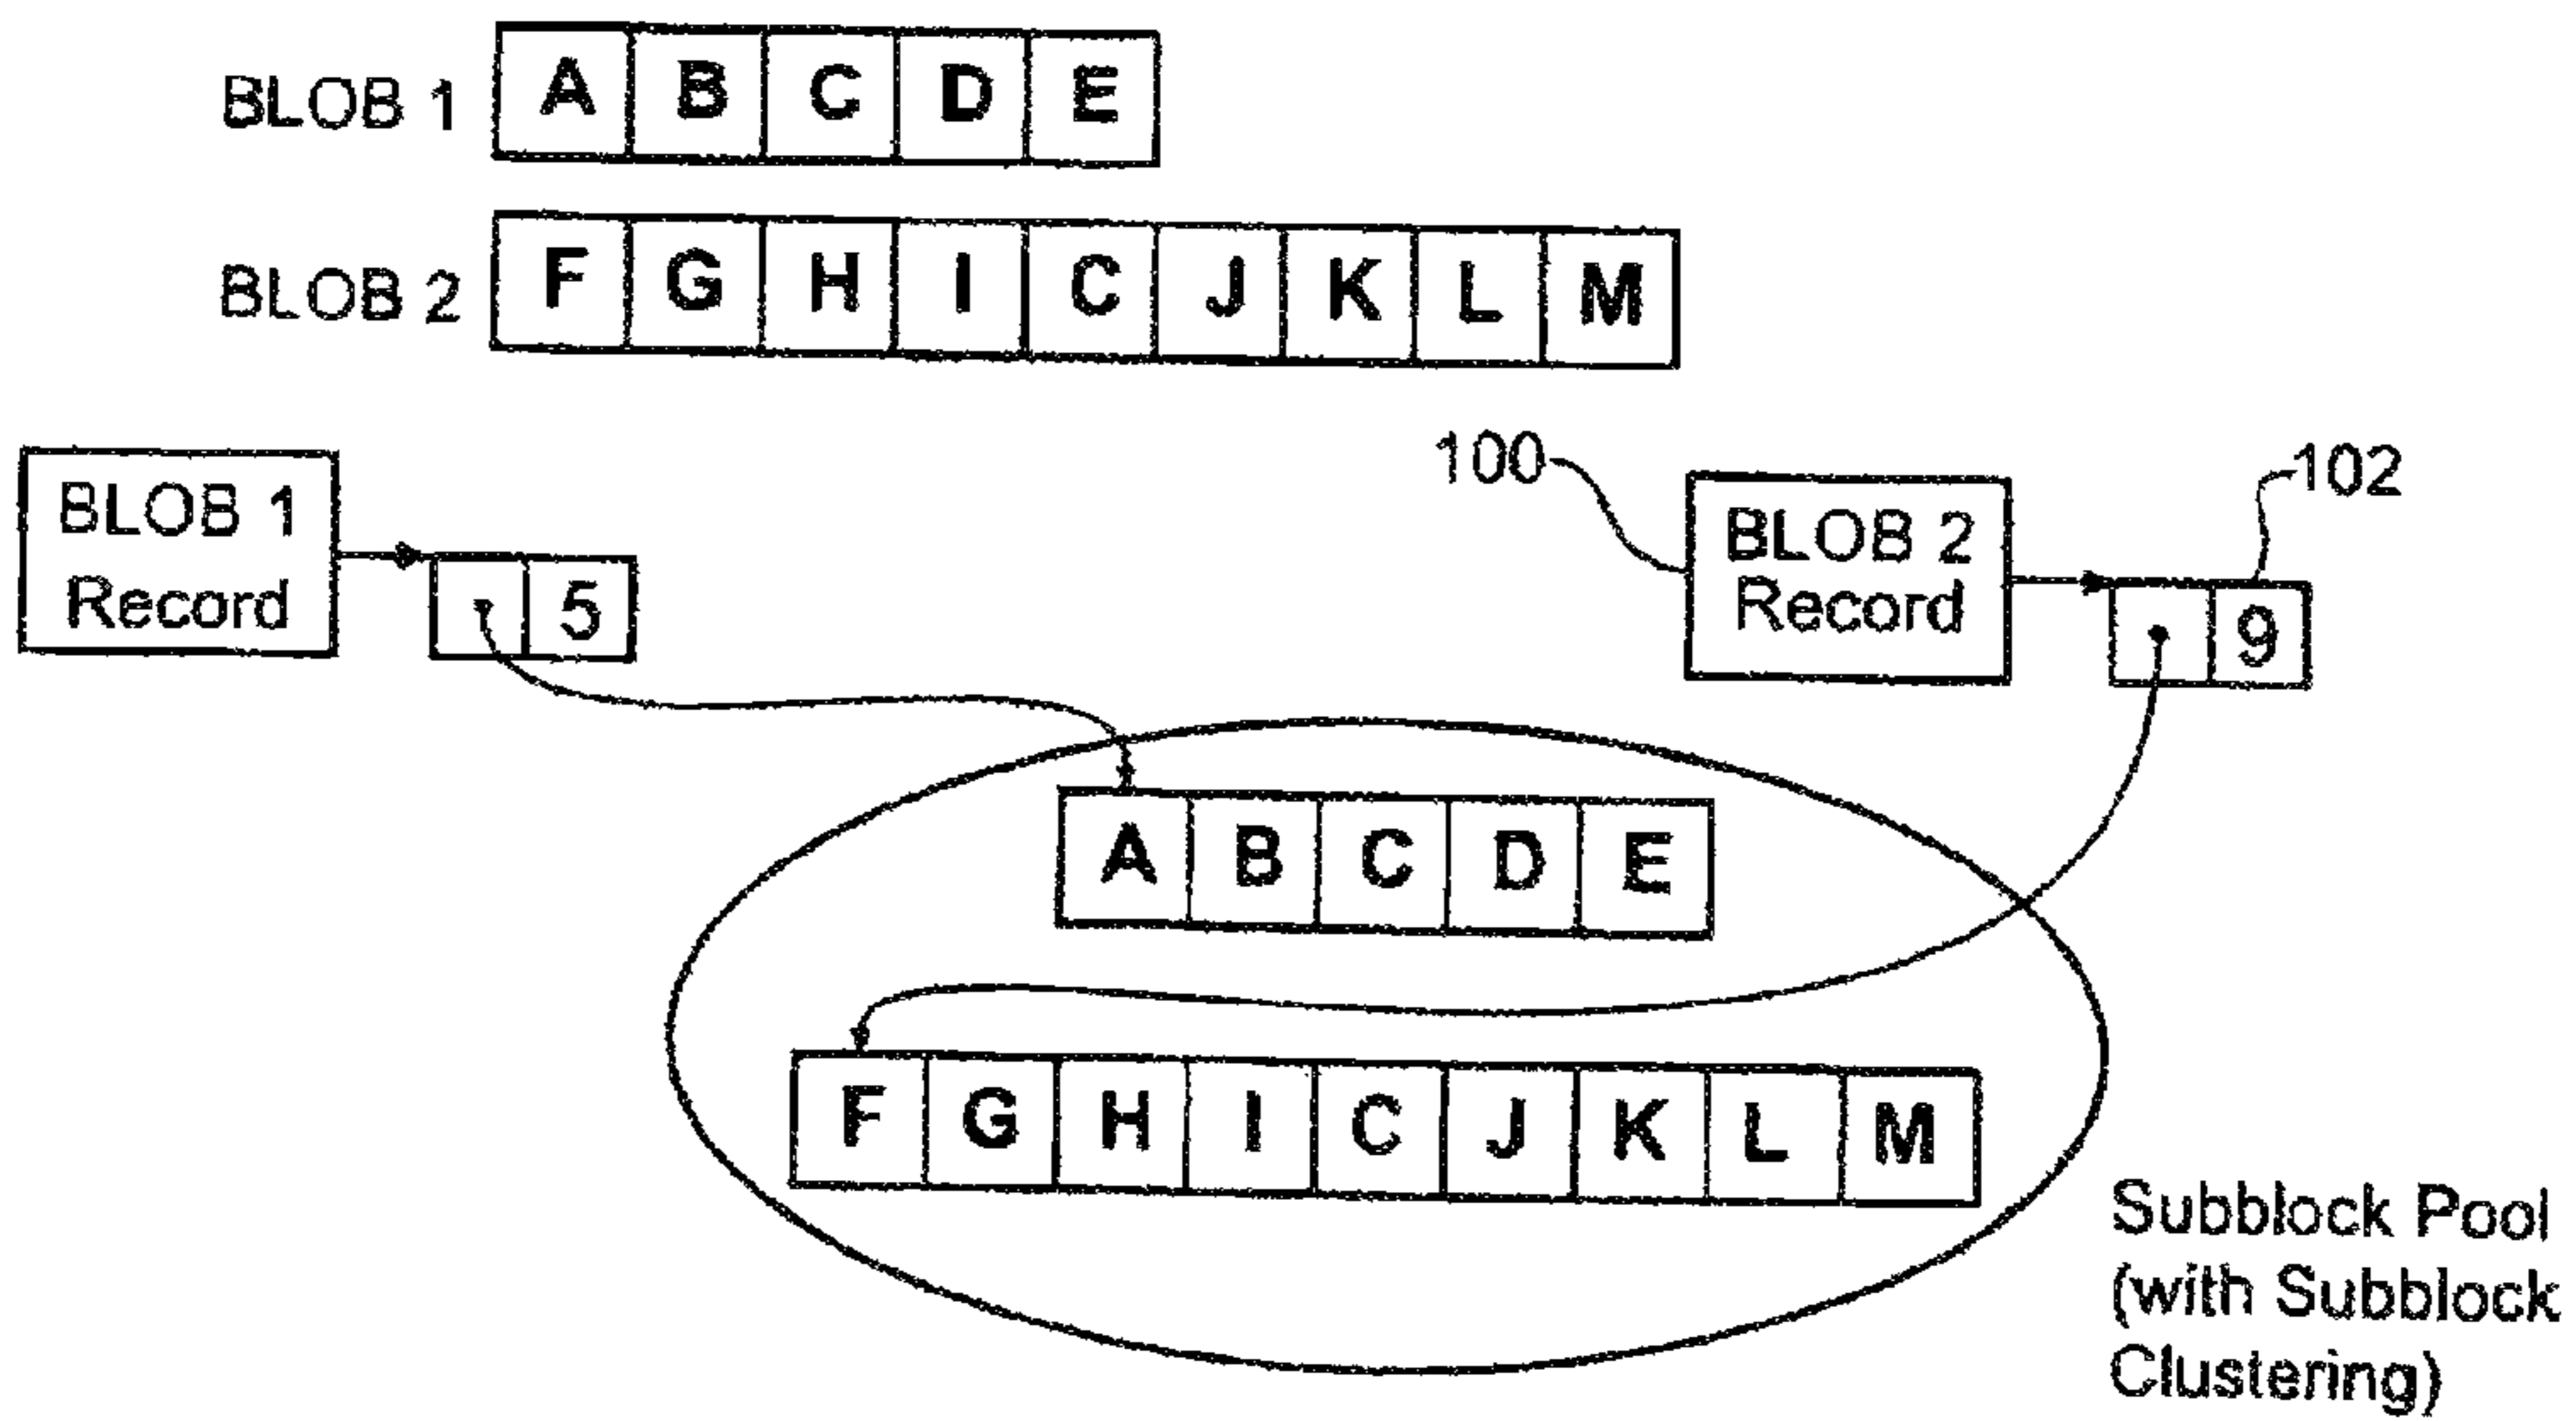 BLOB 1 A B C D E
BLOB 2 F G H I C J K L M
BLOB 1
Record
5
100
BLOB 2
Record
102
9
A B C D E
F G H I C J K L M
Subblock Pool
(with Subblock
Clustering)